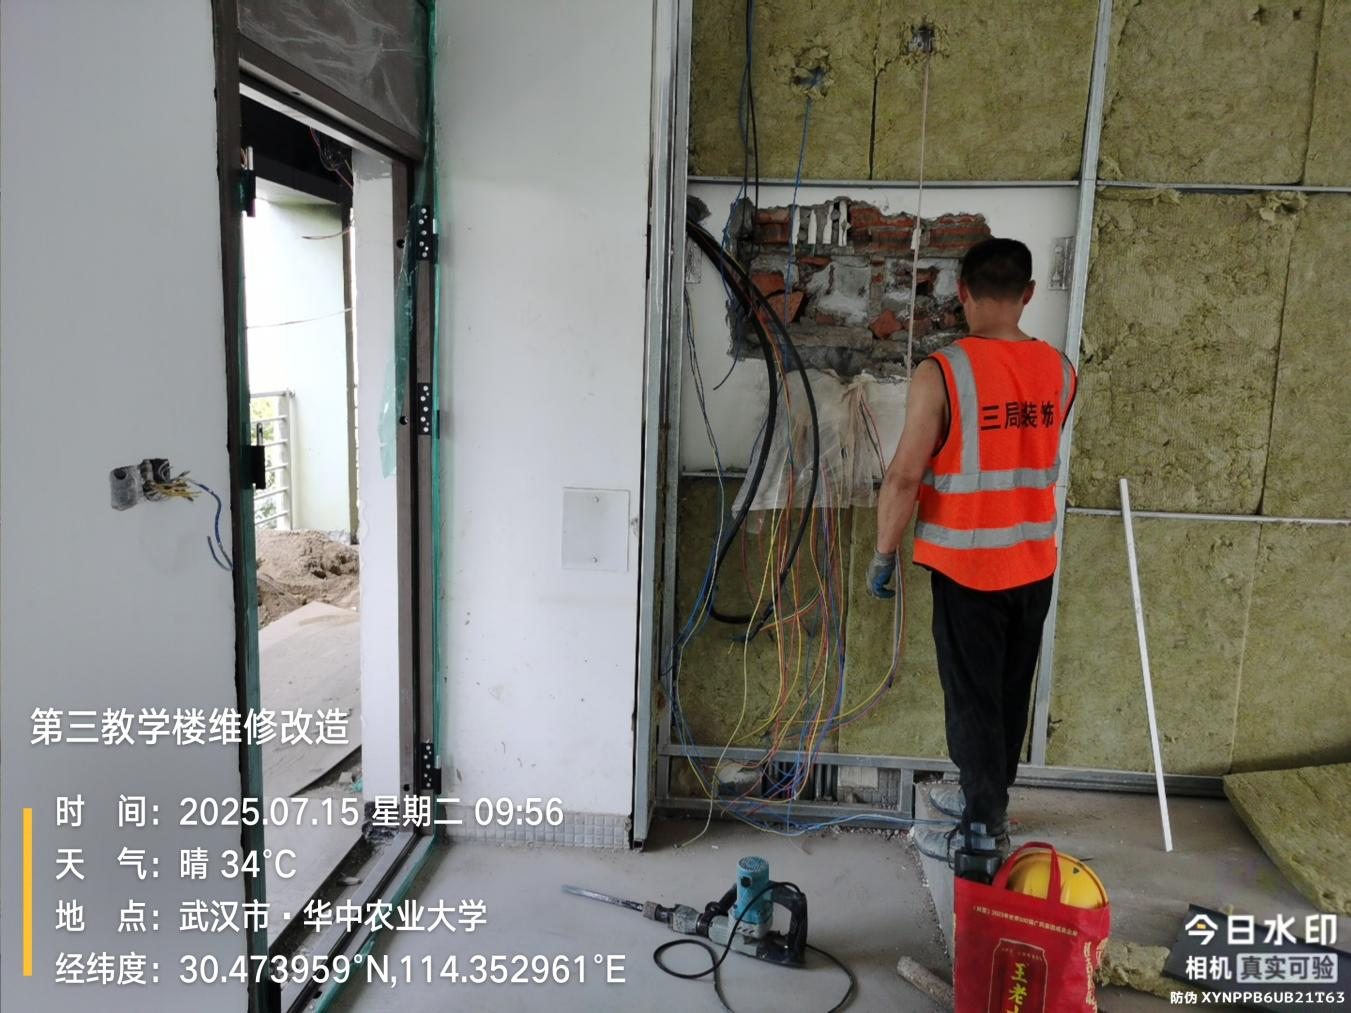 三局装饰
第三教学楼维修改造
时 间：2025.07.15 星期二 09:56
天 气：晴 34℃
地 点：武汉市·华中农业大学
经纬度：30.473959°N,114.352961°E
王老
今日水印
相机 真实可验
防伪 XYNPPB6UB21T63